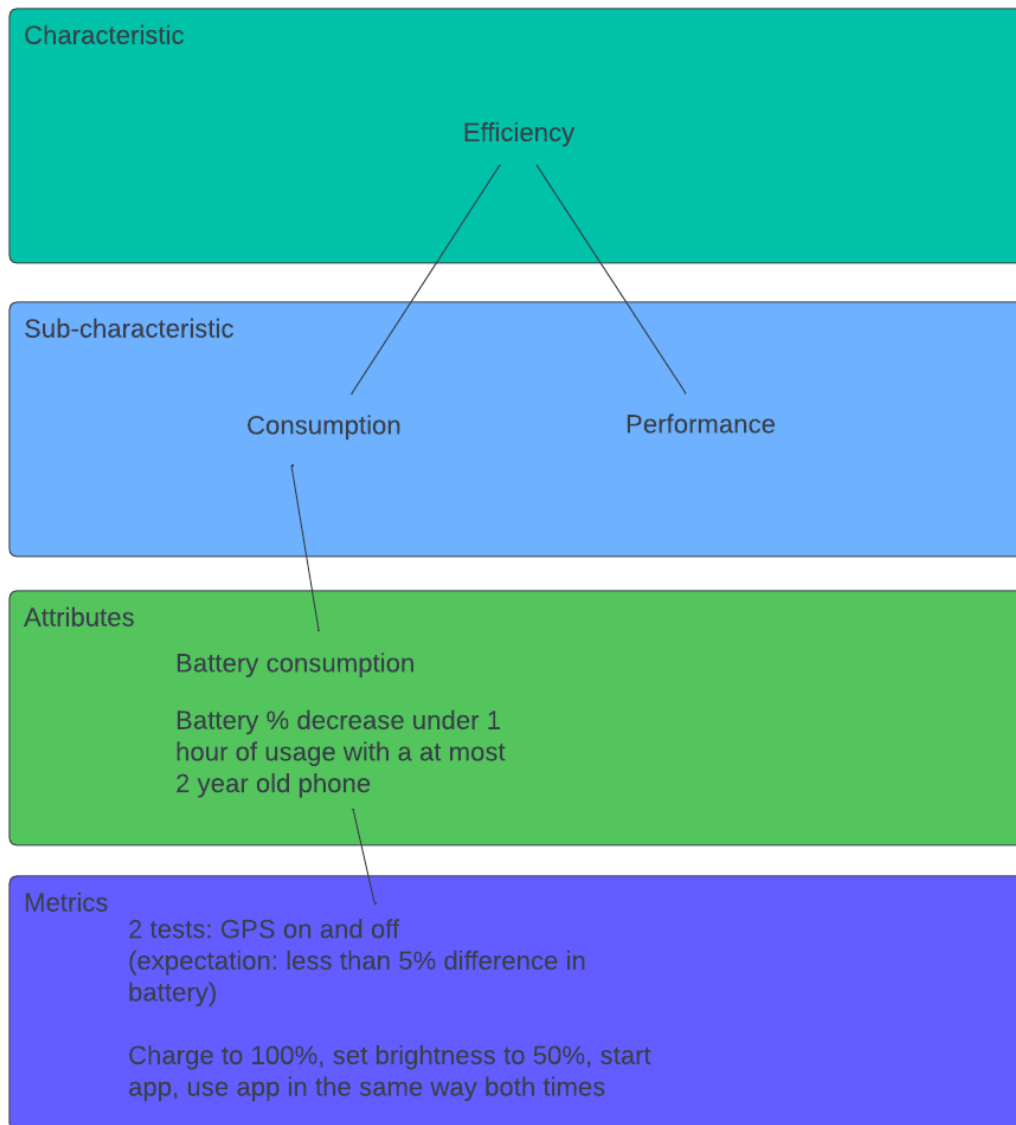 Characteristic
Efficiency
Sub-characteristic
Consumption
Performance
Attributes
Battery consumption
Battery % decrease under 1
hour of usage with a at most
2 year old phone
Metrics
2 tests: GPS on and off
(expectation: less than 5% difference in
battery)
Charge to 100%, set brightness to 50%, start
app, use app in the same way both times